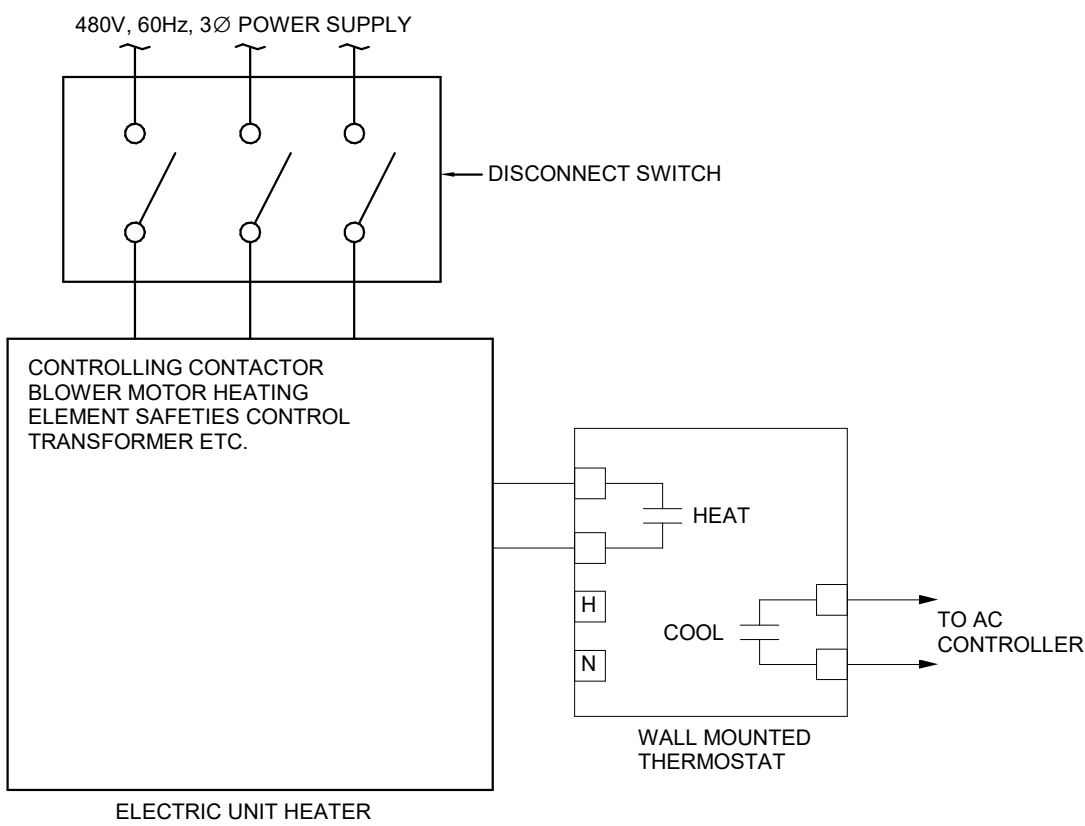 480V, 60Hz, 3∅ POWER SUPPLY
DISCONNECT SWITCH
CONTROLLING CONTACTOR
BLOWER MOTOR HEATING
ELEMENT SAFETIES CONTROL
TRANSFORMER ETC.
HEAT
H
COOL
N
TO AC
CONTROLLER
WALL MOUNTED
THERMOSTAT
ELECTRIC UNIT HEATER